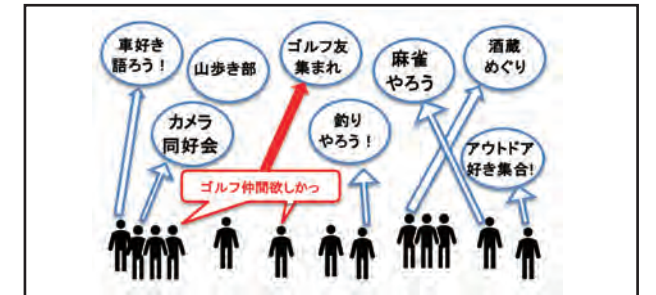 車好き
語ろう！
山歩き部
ゴルフ友
集まれ
麻雀
やろう
酒蔵
めぐり
カメラ
同好会
釣り
やろう！
アウトドア
好き集合!
ゴルフ仲間欲しかっ